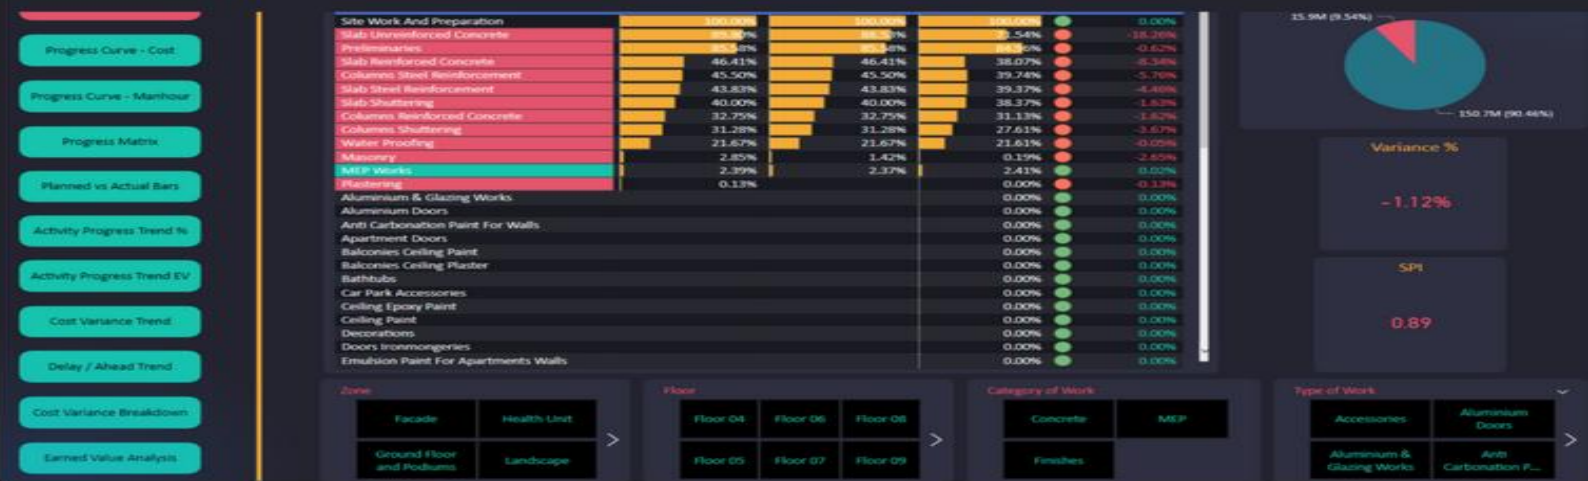 Progress Curve - Cost
Progress Curve - Manhour
Progress Matrix
Planned vs Actual Bars
Activity Progress Trend %
Activity Progress Trend EV
Cost Variance Trend
Delay / Ahead Trend
Cost Variance Breakdown
Earned Value Analysis
Site Work And Preparation 100.00% 100.00% 100.00% 0.00%
Slab Unreinforced Concrete -18.26%
Preliminaries 85.58% 85.58% 84.96% -0.62%
Slab Reinforced Concrete 46.41% 46.41% 38.07% -8.34%
Columns Steel Reinforcement 45.50% 45.50% 39.74% -5.76%
Slab Steel Reinforcement 43.83% 43.83% 39.37% -4.46%
Slab Shuttering 40.00% 40.00% 38.37% -1.63%
Columns Reinforced Concrete 32.75% 32.75% 31.13% -1.62%
Columns Shuttering 31.28% 31.28% 27.61% -3.67%
Water Proofing 21.67% 21.67% 21.61% -0.05%
Masonry 2.85% 1.42% 0.19% -2.65%
MEP Works 2.39% 2.37% 2.41% 0.02%
Plastering 0.13% 0.00% -0.13%
Aluminium & Glazing Works 0.00% 0.00%
Aluminum Doors 0.00% 0.00%
Anti Carbonation Paint For Walls 0.00% 0.00%
Apartment Doors 0.00% 0.00%
Balconies Ceiling Paint 0.00% 0.00%
Balconies Ceiling Plaster 0.00% 0.00%
Bathtubs 0.00% 0.00%
Car Park Accessories 0.00% 0.00%
Ceiling Epoxy Paint 0.00% 0.00%
Ceiling Paint 0.00% 0.00%
Decorations 0.00% 0.00%
Doors Ironmongeries 0.00% 0.00%
Emulsion Paint For Apartments Walls 0.00% 0.00%
15.9M (9.54%)
150.7M (90.46%)
Variance %
-1.12%
SPI
0.89
Zone
Facade Health Unit
Ground Floor and Podiums Landscape
Floor
Floor 04 Floor 06 Floor 08
Floor 05 Floor 07 Floor 09
Category of Work
Concrete MEP
Finishes
Type of Work
Accessories Aluminium Doors
Aluminium & Glazing Works Anti Carbonation P...